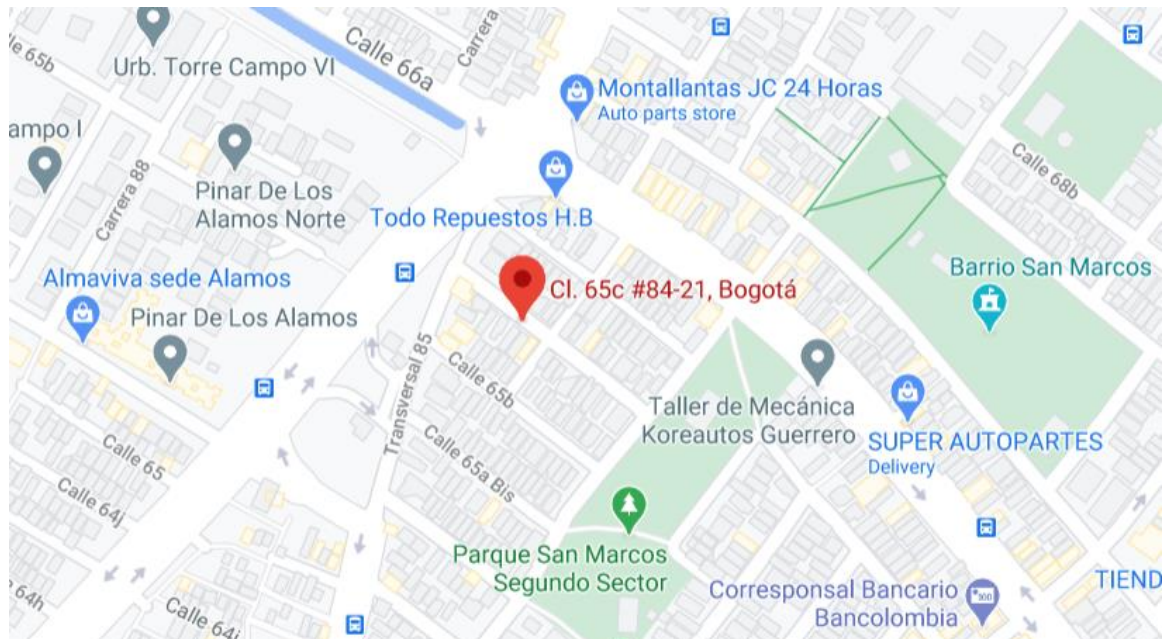 Calle 65b
Carrera
Calle 66a
Urb. Torre Campo VI
Montallantas JC 24 Horas
Auto parts store
ampo I
Calle 68b
Carrera 88
Pinar De Los
Alamos Norte
Todo Repuestos H.B
Barrio San Marcos
Almaviva sede Alamos
Cl. 65c #84-21, Bogotá
Pinar De Los Alamos
Transversal 85
Calle 65b
Taller de Mecánica
Koreautos Guerrero
SUPER AUTOPARTES
Delivery
Calle 65
Calle 65a Bis
Calle 64j
Parque San Marcos
Segundo Sector
Corresponsal Bancario
Bancolombia
TIEND
64h
Calle 64i